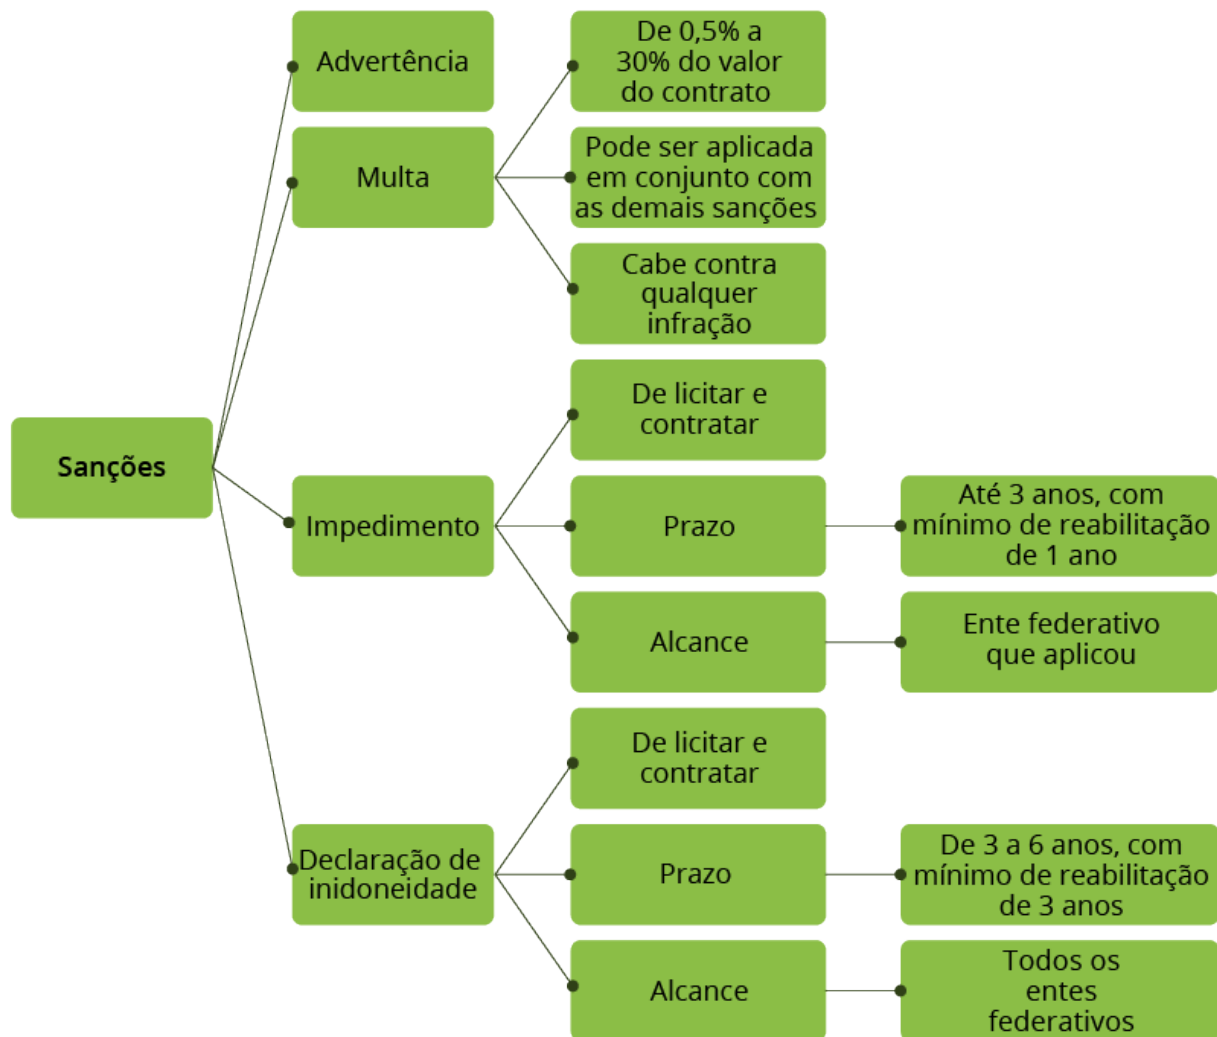 Sanções
Advertência
Multa
De 0,5% a
30% do valor
do contrato
Pode ser aplicada
em conjunto com
as demais sanções
Cabe contra
qualquer
infração
Impedimento
De licitar e
contratar
Prazo
Até 3 anos, com
mínimo de reabilitação
de 1 ano
Alcance
Ente federativo
que aplicou
Declaração de
inidoneidade
De licitar e
contratar
Prazo
De 3 a 6 anos, com
mínimo de reabilitação
de 3 anos
Alcance
Todos os
entes
federativos